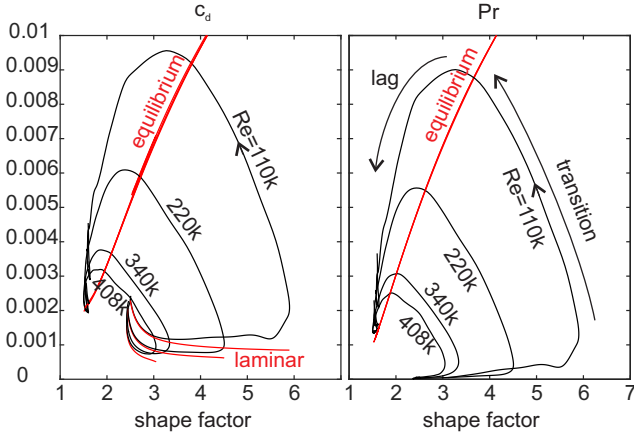 c_d
Pr
0.01
0.009
0.008
0.007
0.006
0.005
0.004
0.003
0.002
0.001
0
equilibrium
Re=110k
220k
340k
408k
laminar
lag
equilibrium
Re=110k
transition
220k
340k
408k
1 2 3 4 5 6
1 2 3 4 5 6 7
shape factor
shape factor